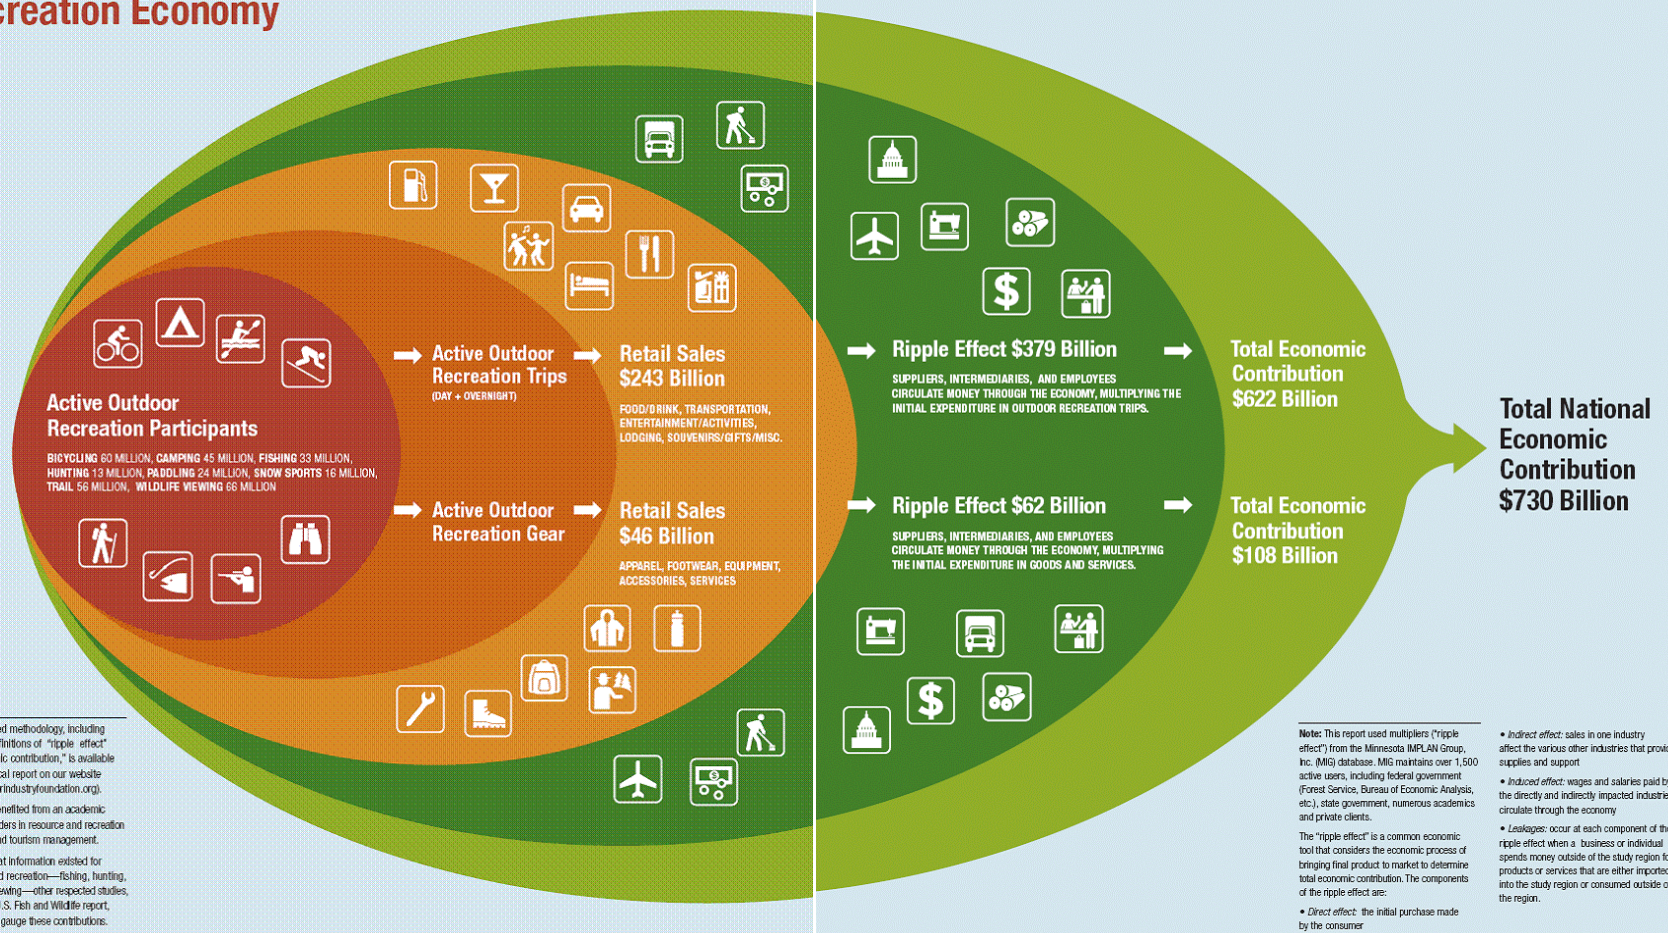 creation Economy
Active Outdoor
Recreation Participants
BICYCLING 60 MILLION, CAMPING 45 MILLION, FISHING 33 MILLION,
HUNTING 13 MILLION, PADDLING 24 MILLION, SNOW SPORTS 16 MILLION,
TRAIL 56 MILLION, WILDLIFE VIEWING 66 MILLION
Active Outdoor
Recreation Trips
(DAY + OVERNIGHT)
Retail Sales
$243 Billion
FOOD/DRINK, TRANSPORTATION,
ENTERTAINMENT/ACTIVITIES,
LODGING, SOUVENIRS/GIFTS/MISC.
Ripple Effect $379 Billion
SUPPLIERS, INTERMEDIARIES, AND EMPLOYEES
CIRCULATE MONEY THROUGH THE ECONOMY, MULTIPLYING THE
INITIAL EXPENDITURE IN OUTDOOR RECREATION TRIPS.
Total Economic
Contribution
$622 Billion
Active Outdoor
Recreation Gear
Retail Sales
$46 Billion
APPAREL, FOOTWEAR, EQUIPMENT,
ACCESSORIES, SERVICES
Ripple Effect $62 Billion
SUPPLIERS, INTERMEDIARIES, AND EMPLOYEES
CIRCULATE MONEY THROUGH THE ECONOMY, MULTIPLYING
THE INITIAL EXPENDITURE IN GOODS AND SERVICES.
Total Economic
Contribution
$108 Billion
Total National
Economic
Contribution
$730 Billion
$
$
$
$
ed methodology, including
finitions of "ripple effect"
ic contribution," is available
cal report on our website
rindustryfoundation.org).
enefited from an academic
ders in resource and recreation
nd tourism management.
at information existed for
d recreation—fishing, hunting,
ewing—other respected studies,
.S. Fish and Wildlife report,
gauge these contributions.
Note: This report used multipliers ("ripple
effect") from the Minnesota IMPLAN Group,
Inc. (MIG) database. MIG maintains over 1,500
active users, including federal government
(Forest Service, Bureau of Economic Analysis,
etc.), state government, numerous academics
and private clients.
The "ripple effect" is a common economic
tool that considers the economic process of
bringing final product to market to determine
total economic contribution. The components
of the ripple effect are:
• Direct effect: the initial purchase made
by the consumer
• Indirect effect: sales in one industry
affect the various other industries that provid
supplies and support
• Induced effect: wages and salaries paid by
the directly and indirectly impacted industrie
circulate through the economy
• Leakages: occur at each component of the
ripple effect when a business or individual
spends money outside of the study region fo
products or services that are either imported
into the study region or consumed outside o
the region.